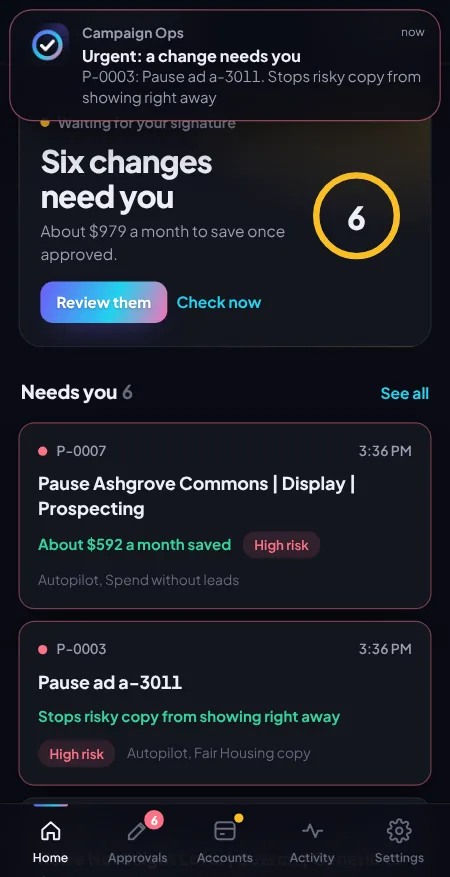 Campaign Ops
now
Urgent: a change needs you
P-0003: Pause ad a-3011. Stops risky copy from
showing right away
Waiting for your signature
Six changes
need you
6
About $979 a month to save once
approved.
Review them
Check now
Needs you 6
See all
P-0007
3:36 PM
Pause Ashgrove Commons | Display |
Prospecting
About $592 a month saved
High risk
Autopilot, Spend without leads
P-0003
3:36 PM
Pause ad a-3011
Stops risky copy from showing right away
High risk
Autopilot, Fair Housing copy
6
Home
Approvals
Accounts
Activity
Settings